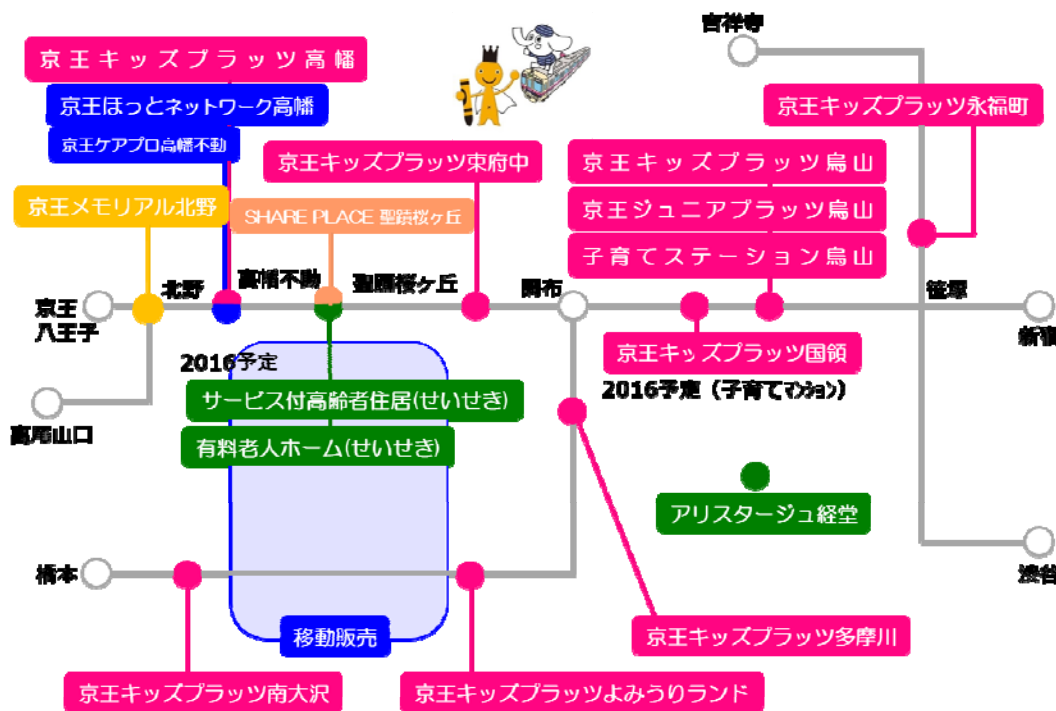 吉祥寺
京王キッズプラッツ高幡
京王ほっとネットワーク高幡
京王ケアプロ高幡不動
京王キッズプラッツ永福町
京王キッズプラッツ東府中
京王キッズプラッツ烏山
京王ジュニアプラッツ烏山
子育てステーション烏山
京王メモリアル北野
SHARE PLACE 聖蹟桜ヶ丘
京王
八王子
北野
高幡不動
聖蹟桜ヶ丘
調布
笹塚
新宿
京王キッズプラッツ国領
2016予定(子育てマンション)
2016予定
サービス付高齢者住居(せいせき)
有料老人ホーム(せいせき)
高尾山口
アリスタージュ経堂
橋本
渋谷
移動販売
京王キッズプラッツ多摩川
京王キッズプラッツ南大沢
京王キッズプラッツよみうりランド